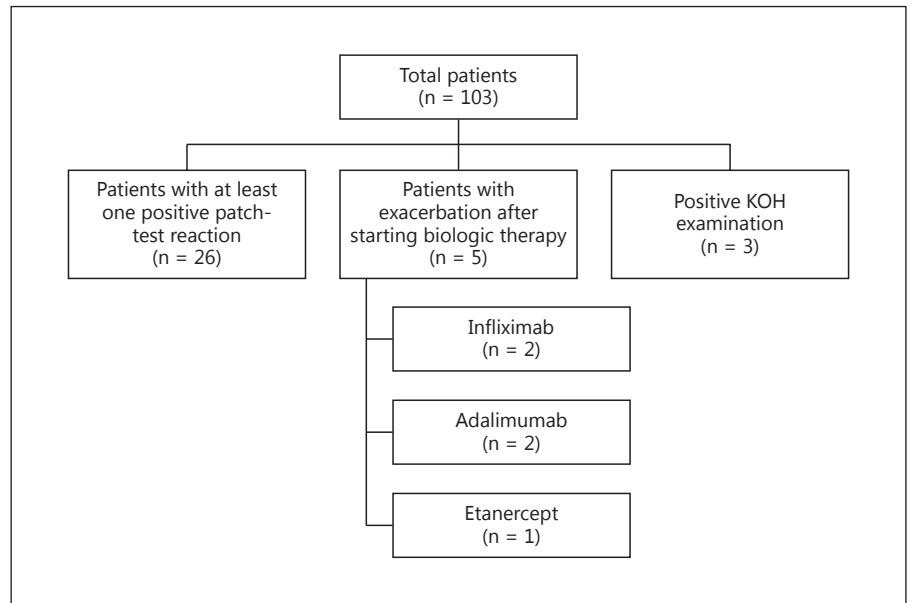 Total patients
(n = 103)
Patients with at least
one positive patch-
test reaction
(n = 26)
Patients with
exacerbation after
starting biologic therapy
(n = 5)
Positive KOH
examination
(n = 3)
Infliximab
(n = 2)
Adalimumab
(n = 2)
Etanercept
(n = 1)